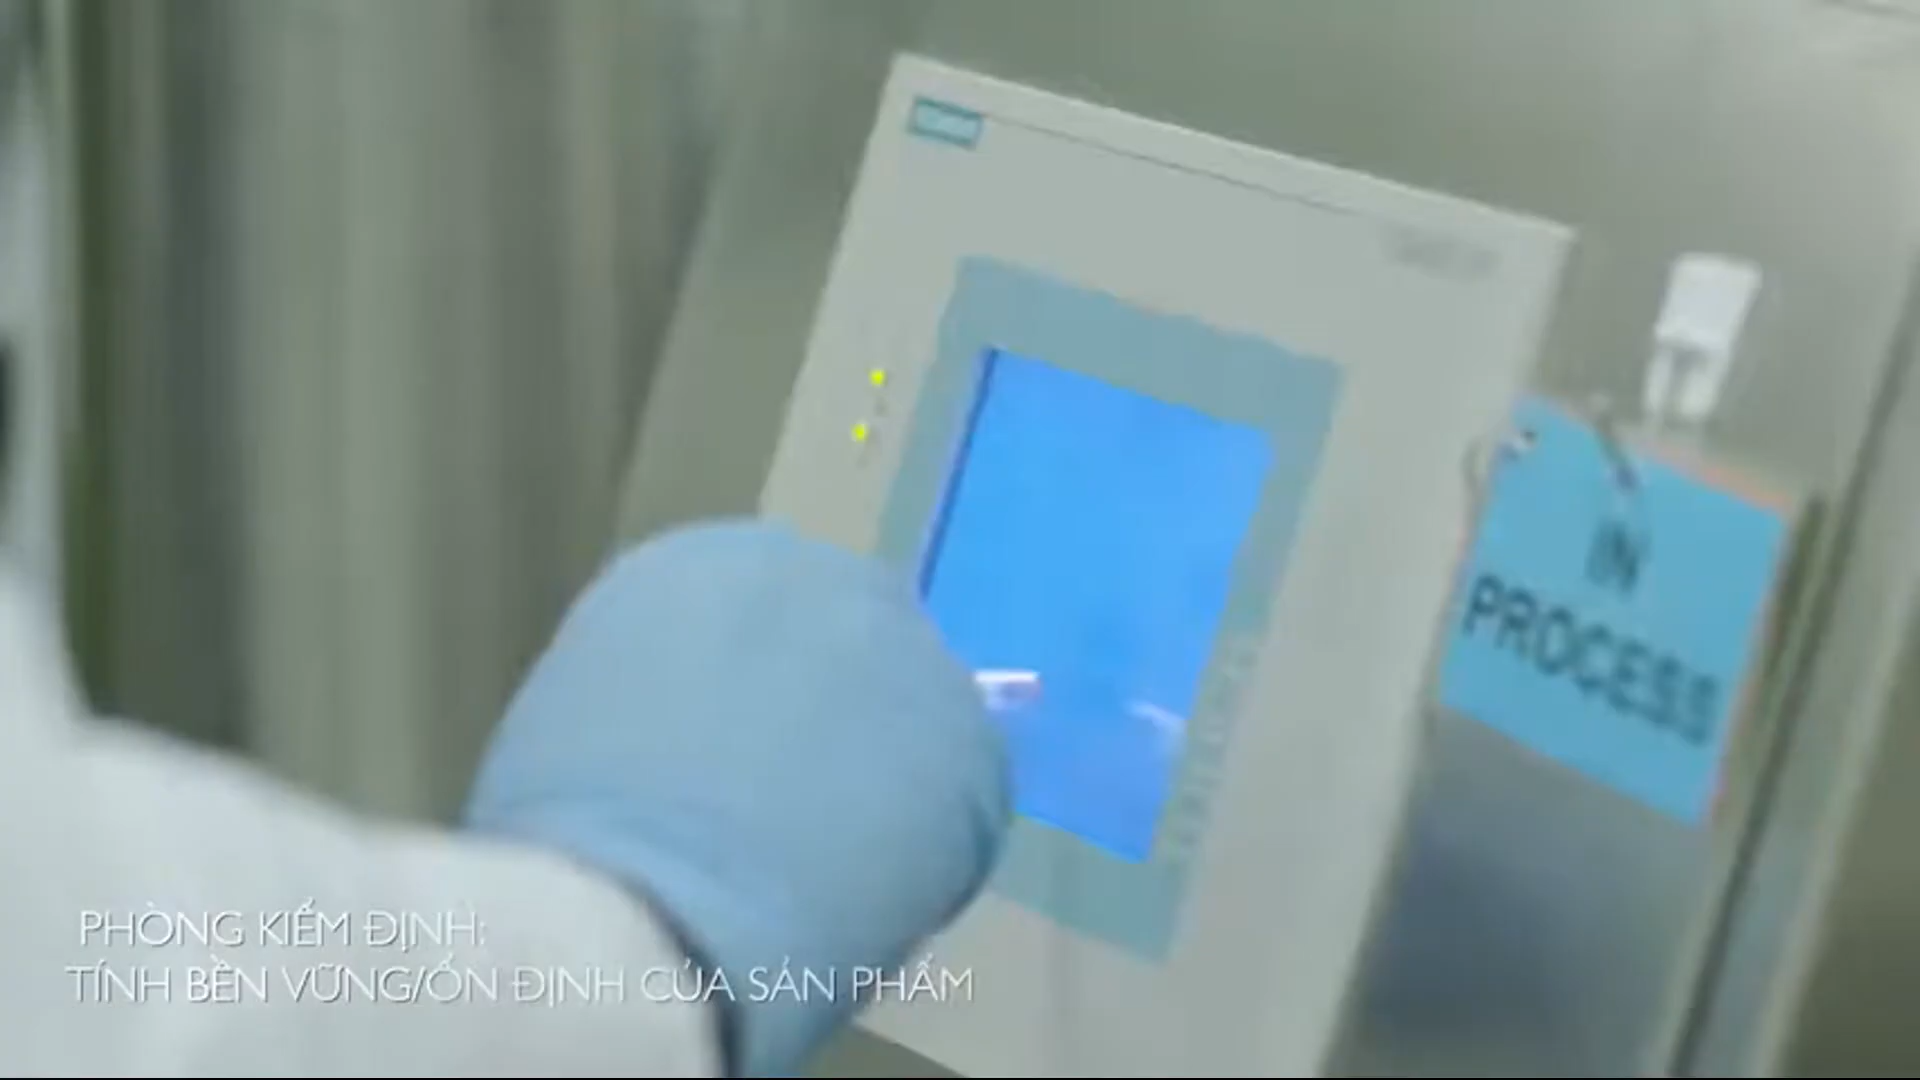 IN
PROCESS
PHÒNG KIỂM ĐỊNH:
TÍNH BỀN VỮNG/ỔN ĐỊNH CỦA SẢN PHẨM